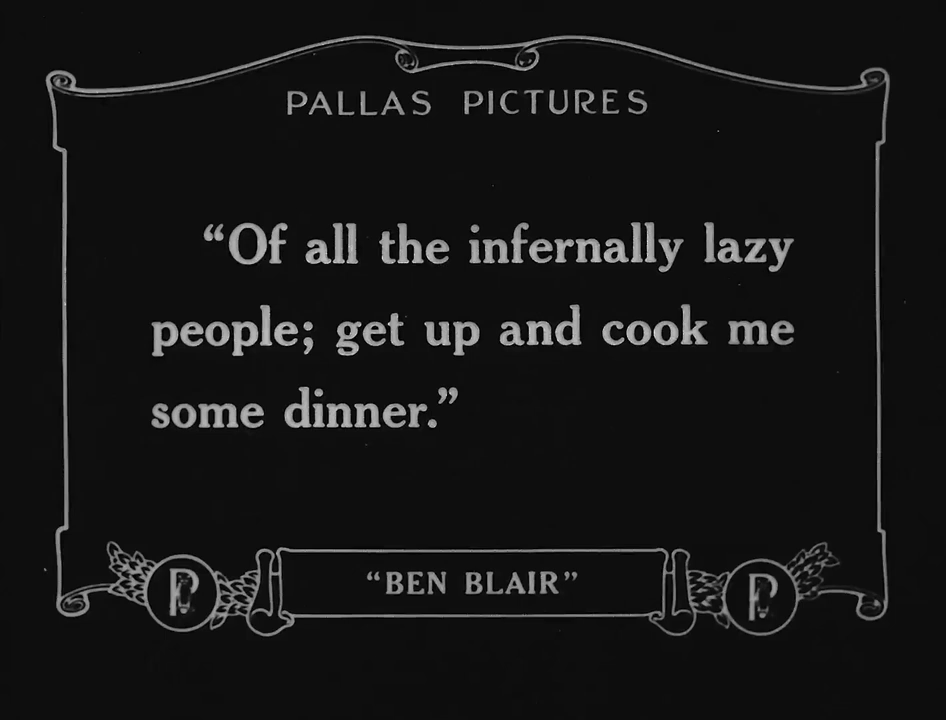 PALLAS PICTURES
“Of all the infernally lazy
people; get up and cook me
some dinner.”
“BEN BLAIR”